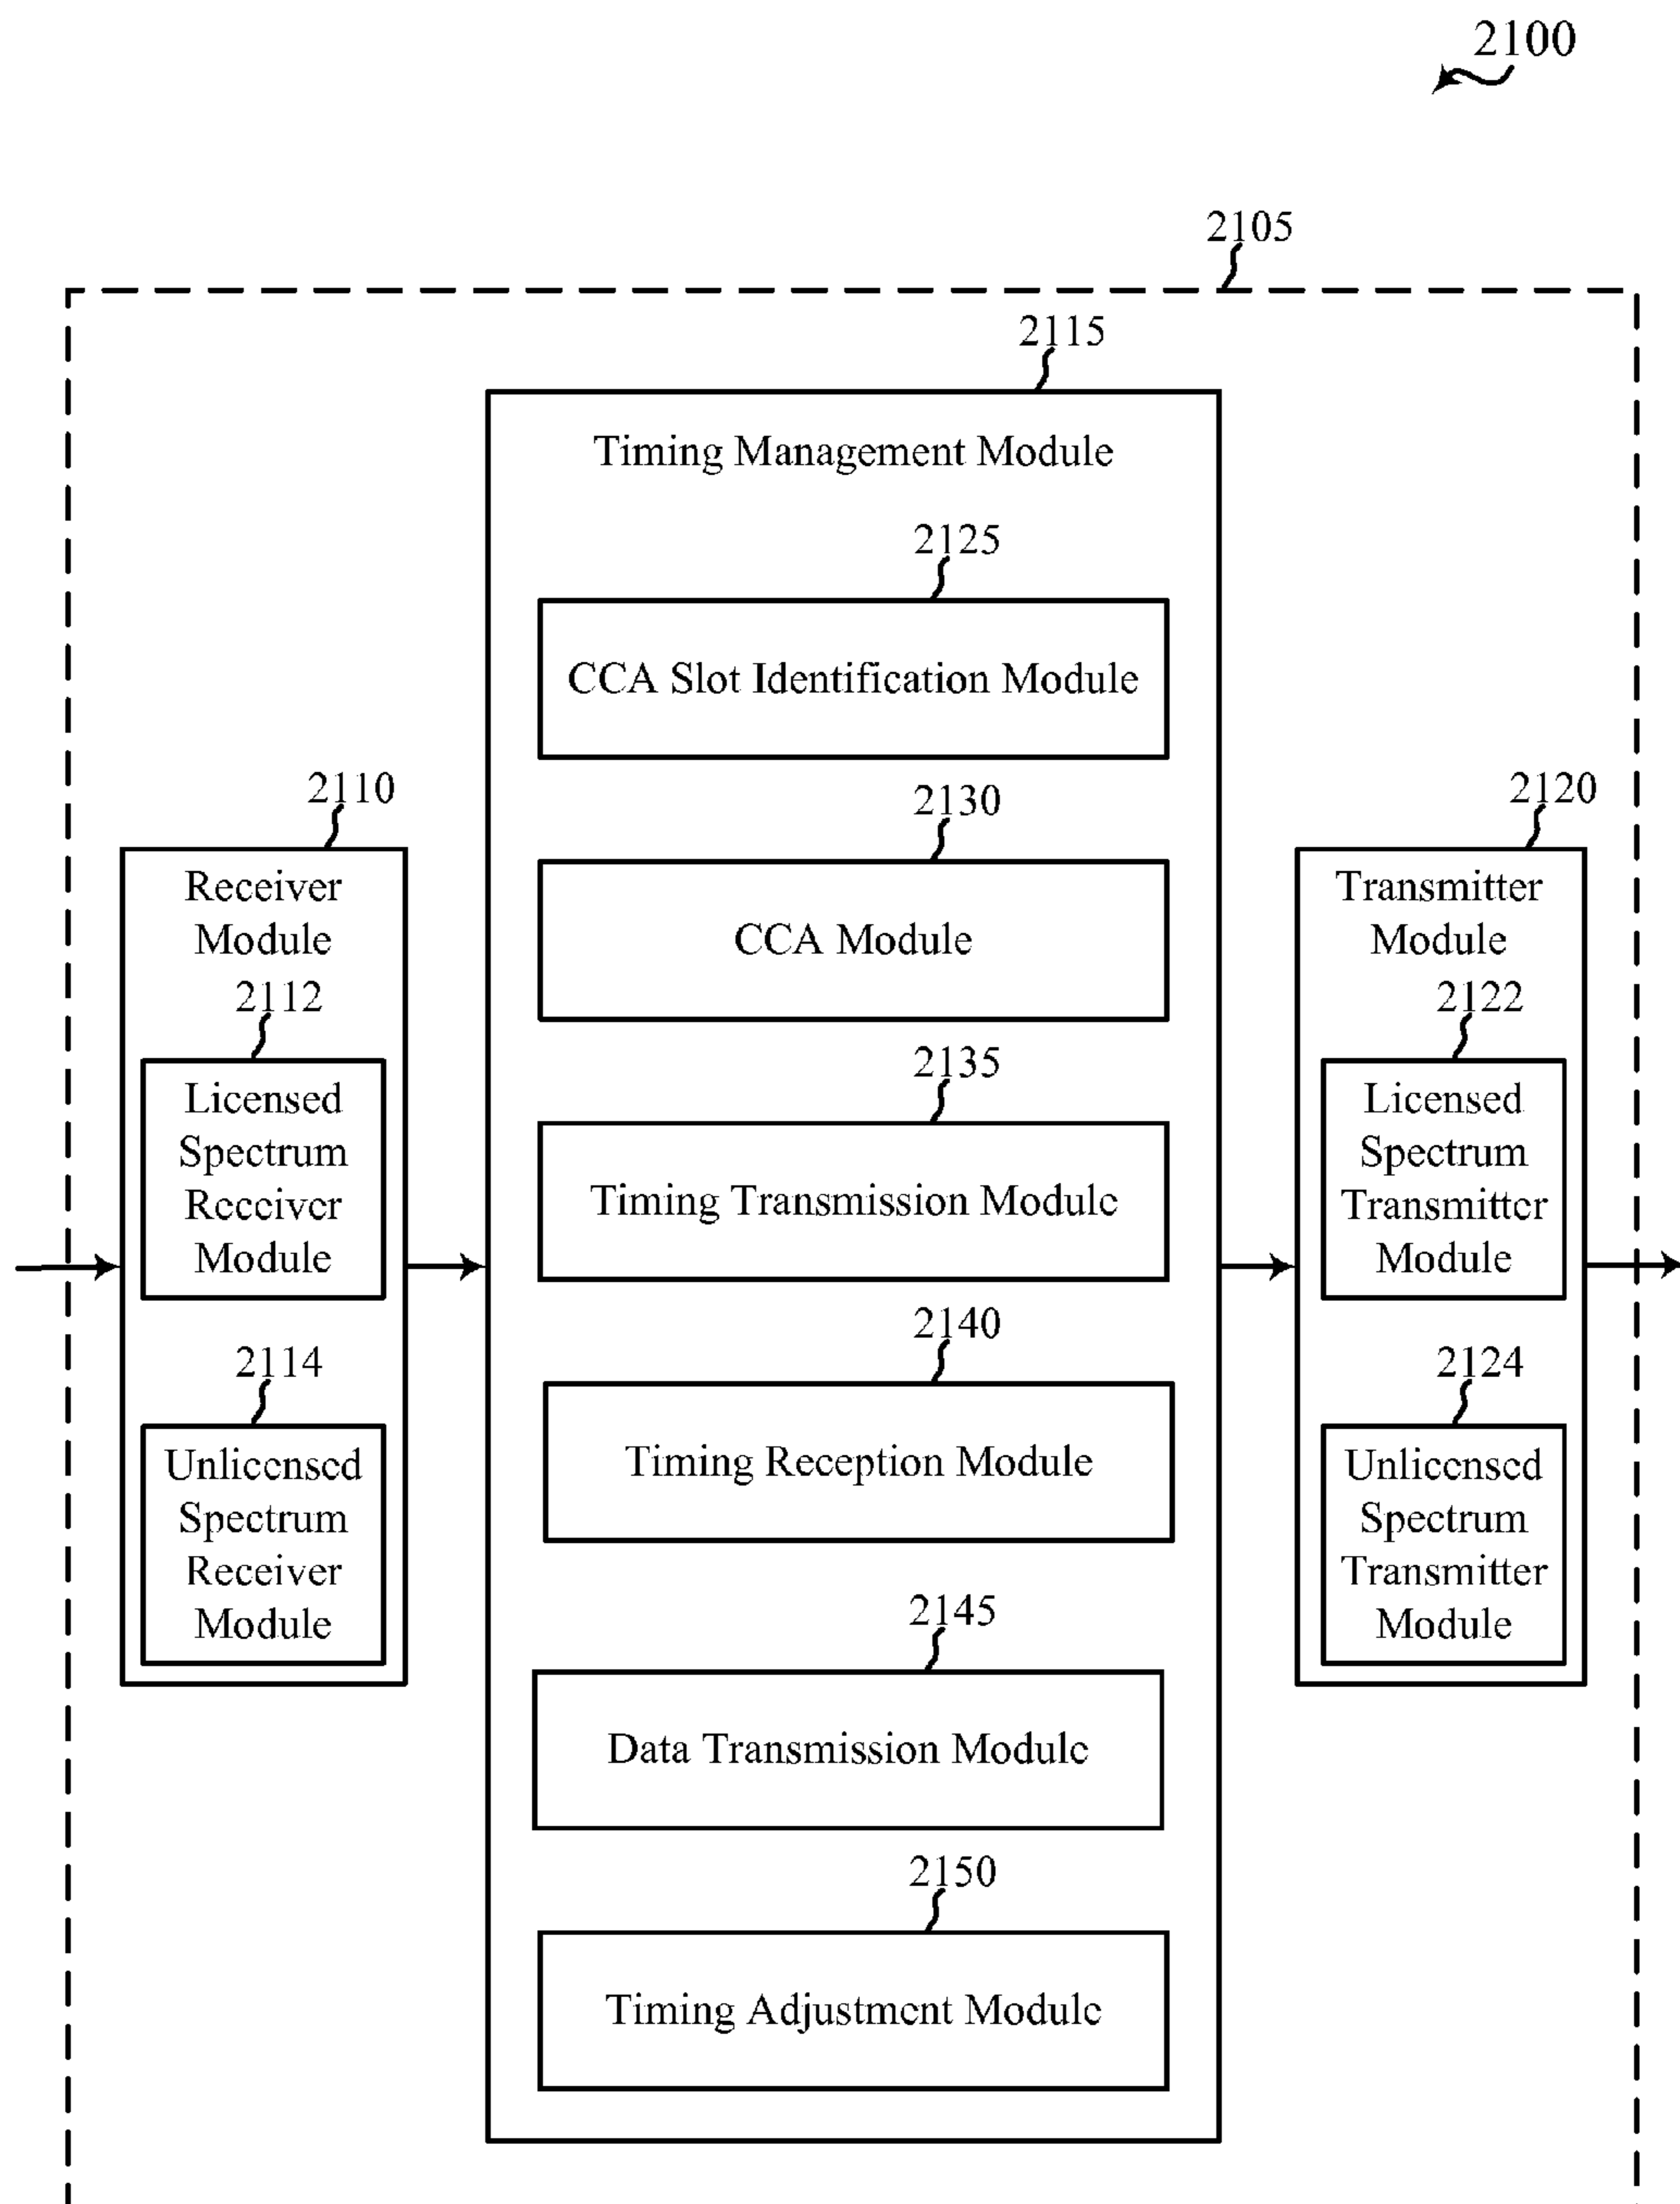 2100
2105
2115
Timing Management Module
2125
CCA Slot Identification Module
2130
CCA Module
2135
Timing Transmission Module
2140
Timing Reception Module
2145
Data Transmission Module
2150
Timing Adjustment Module
2110
Receiver
Module
2112
Licensed
Spectrum
Receiver
Module
2114
Unlicensed
Spectrum
Receiver
Module
2120
Transmitter
Module
2122
Licensed
Spectrum
Transmitter
Module
2124
Unlicensed
Spectrum
Transmitter
Module